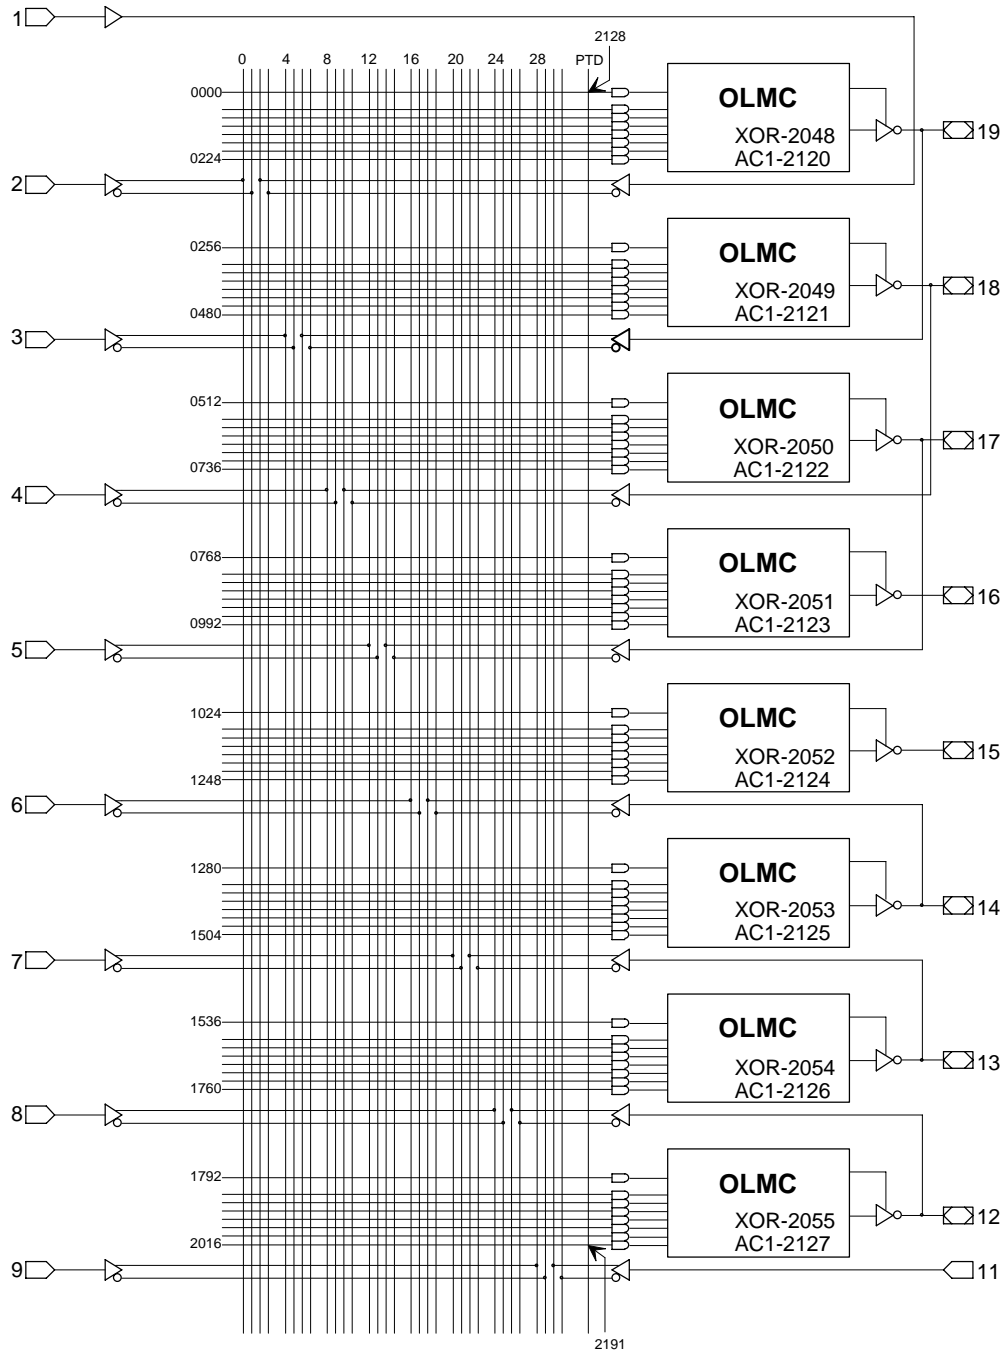 1
2128
0 4 8 12 16 20 24 28 PTD
0000
OLMC
XOR-2048
AC1-2120
19
0224
2
0256
OLMC
XOR-2049
AC1-2121
18
0480
3
0512
OLMC
XOR-2050
AC1-2122
17
0736
4
0768
OLMC
XOR-2051
AC1-2123
16
0992
5
1024
OLMC
XOR-2052
AC1-2124
15
1248
6
1280
OLMC
XOR-2053
AC1-2125
14
1504
7
1536
OLMC
XOR-2054
AC1-2126
13
1760
8
1792
OLMC
XOR-2055
AC1-2127
12
2016
9
11
2191